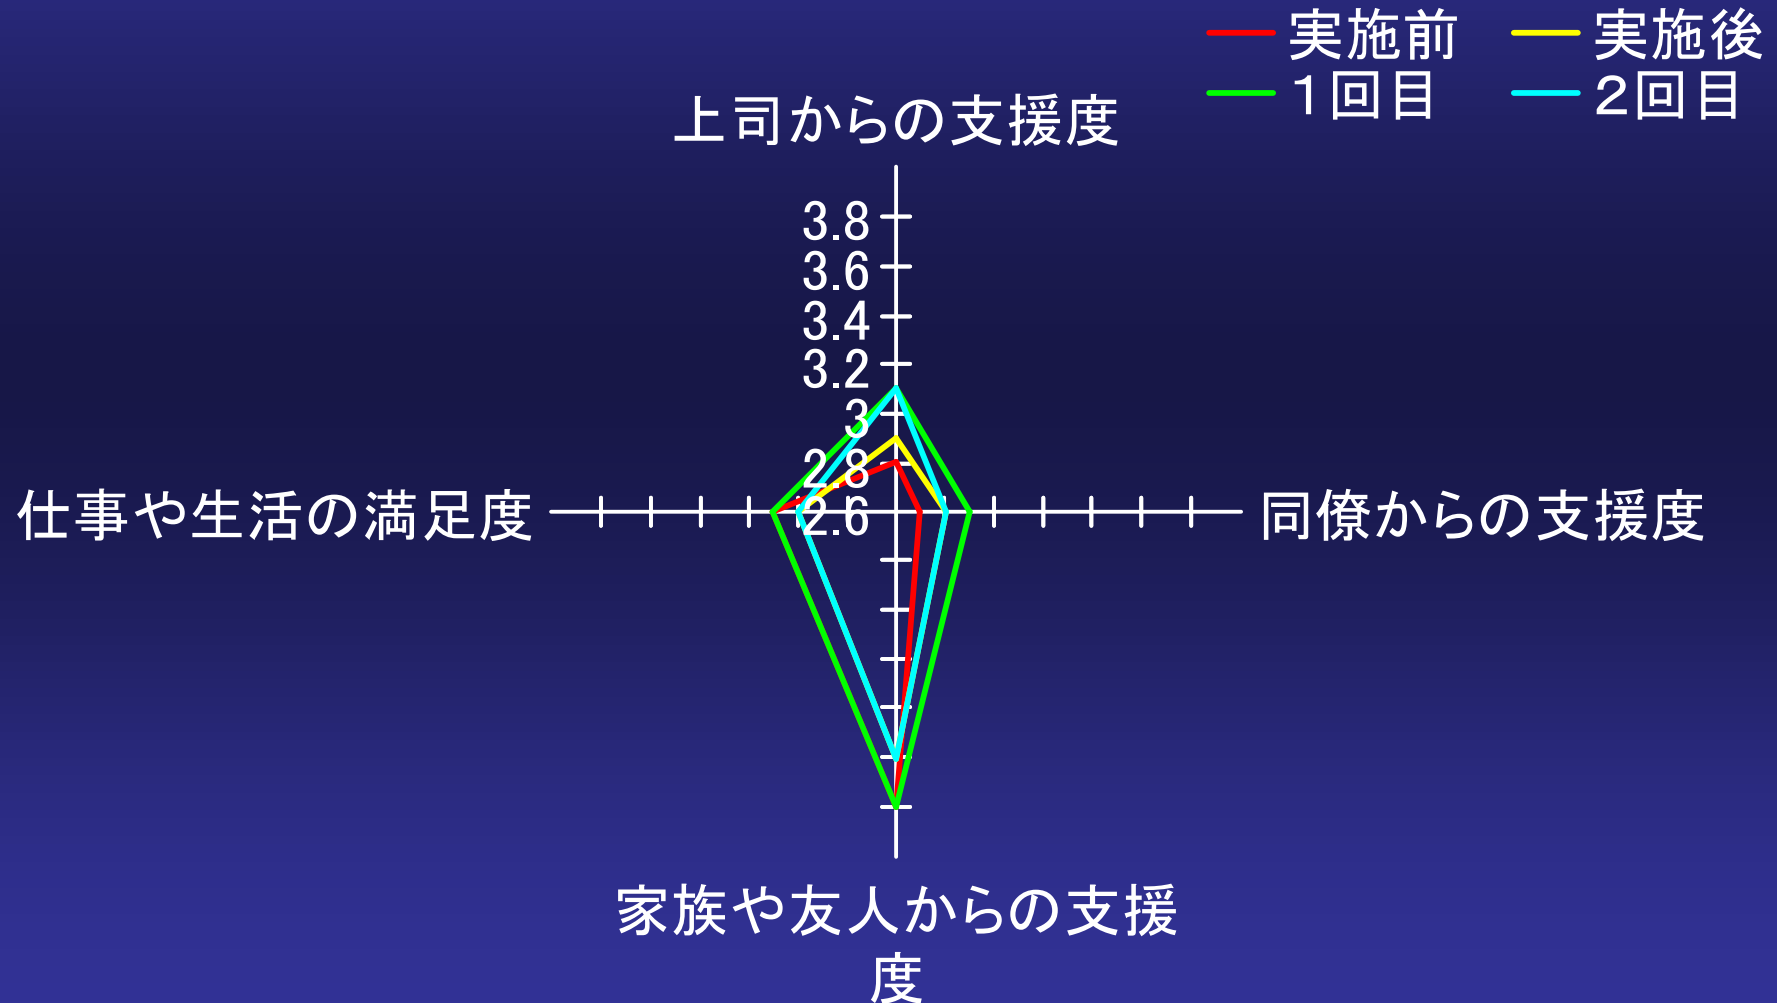 実施前 実施後
１回目 ２回目
上司からの支援度
3.8
3.6
3.4
3.2
3
2.8
2.6
仕事や生活の満足度
同僚からの支援度
家族や友人からの支援
度